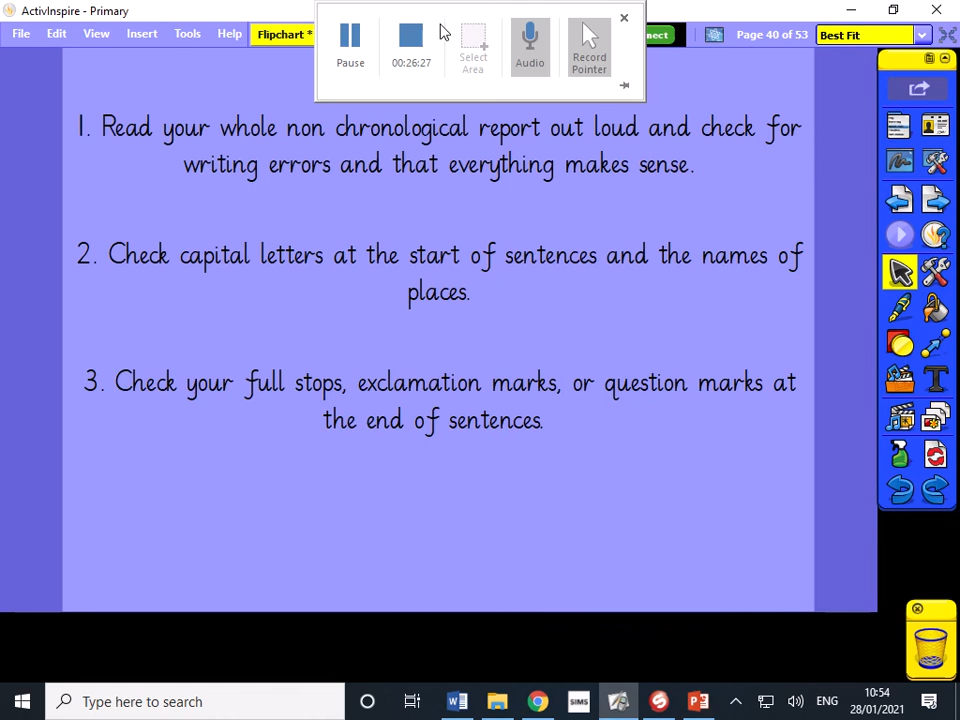 ActivInspire - Primary
File Edit View Insert Tools Help Flipchart * nect Page 40 of 53 Best Fit
Pause 00:26:27 Select Area Audio Record Pointer
1. Read your whole non chronological report out loud and check for
writing errors and that everything makes sense.
2. Check capital letters at the start of sentences and the names of
places.
3. Check your full stops, exclamation marks, or question marks at
the end of sentences.
Type here to search SIMS ENG 10:54
28/01/2021